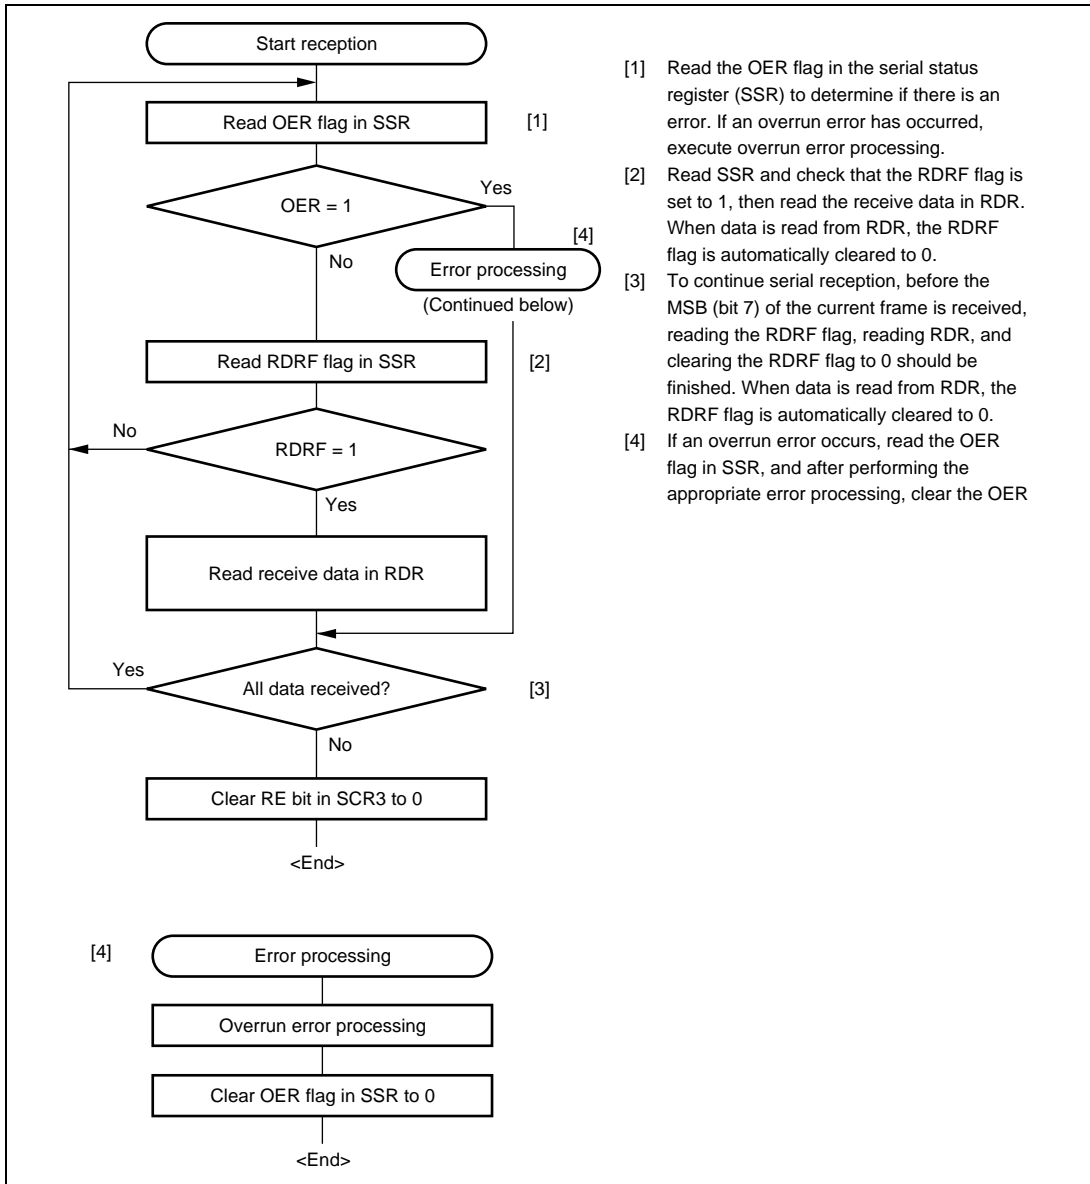 Start reception
Read OER flag in SSR
[1]
OER = 1
Yes
No
[4]
Error processing
(Continued below)
Read RDRF flag in SSR
[2]
No
RDRF = 1
Yes
Read receive data in RDR
Yes
All data received?
[3]
No
Clear RE bit in SCR3 to 0
<End>
[1] Read the OER flag in the serial status
register (SSR) to determine if there is an
error. If an overrun error has occurred,
execute overrun error processing.
[2] Read SSR and check that the RDRF flag is
set to 1, then read the receive data in RDR.
When data is read from RDR, the RDRF
flag is automatically cleared to 0.
[3] To continue serial reception, before the
MSB (bit 7) of the current frame is received,
reading the RDRF flag, reading RDR, and
clearing the RDRF flag to 0 should be
finished. When data is read from RDR, the
RDRF flag is automatically cleared to 0.
[4] If an overrun error occurs, read the OER
flag in SSR, and after performing the
appropriate error processing, clear the OER
[4]
Error processing
Overrun error processing
Clear OER flag in SSR to 0
<End>